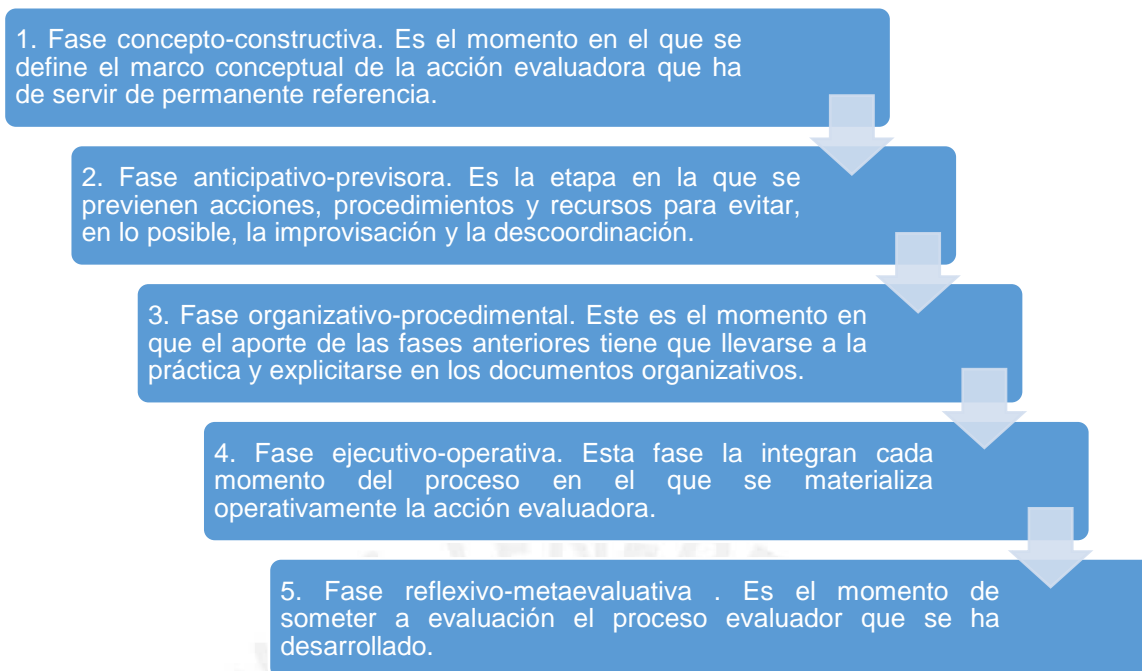 1. Fase concepto-constructiva. Es el momento en el que se
define el marco conceptual de la acción evaluadora que ha
de servir de permanente referencia.
2. Fase anticipativo-previsora. Es la etapa en la que se
previenen acciones, procedimientos y recursos para evitar,
en lo posible, la improvisación y la descoordinación.
3. Fase organizativo-procedimental. Este es el momento en
que el aporte de las fases anteriores tiene que llevarse a la
práctica y explicitarse en los documentos organizativos.
4. Fase ejecutivo-operativa. Esta fase la integran cada
momento del proceso en el que se materializa
operativamente la acción evaluadora.
5. Fase reflexivo-metaevaluativa . Es el momento de
someter a evaluación el proceso evaluador que se ha
desarrollado.